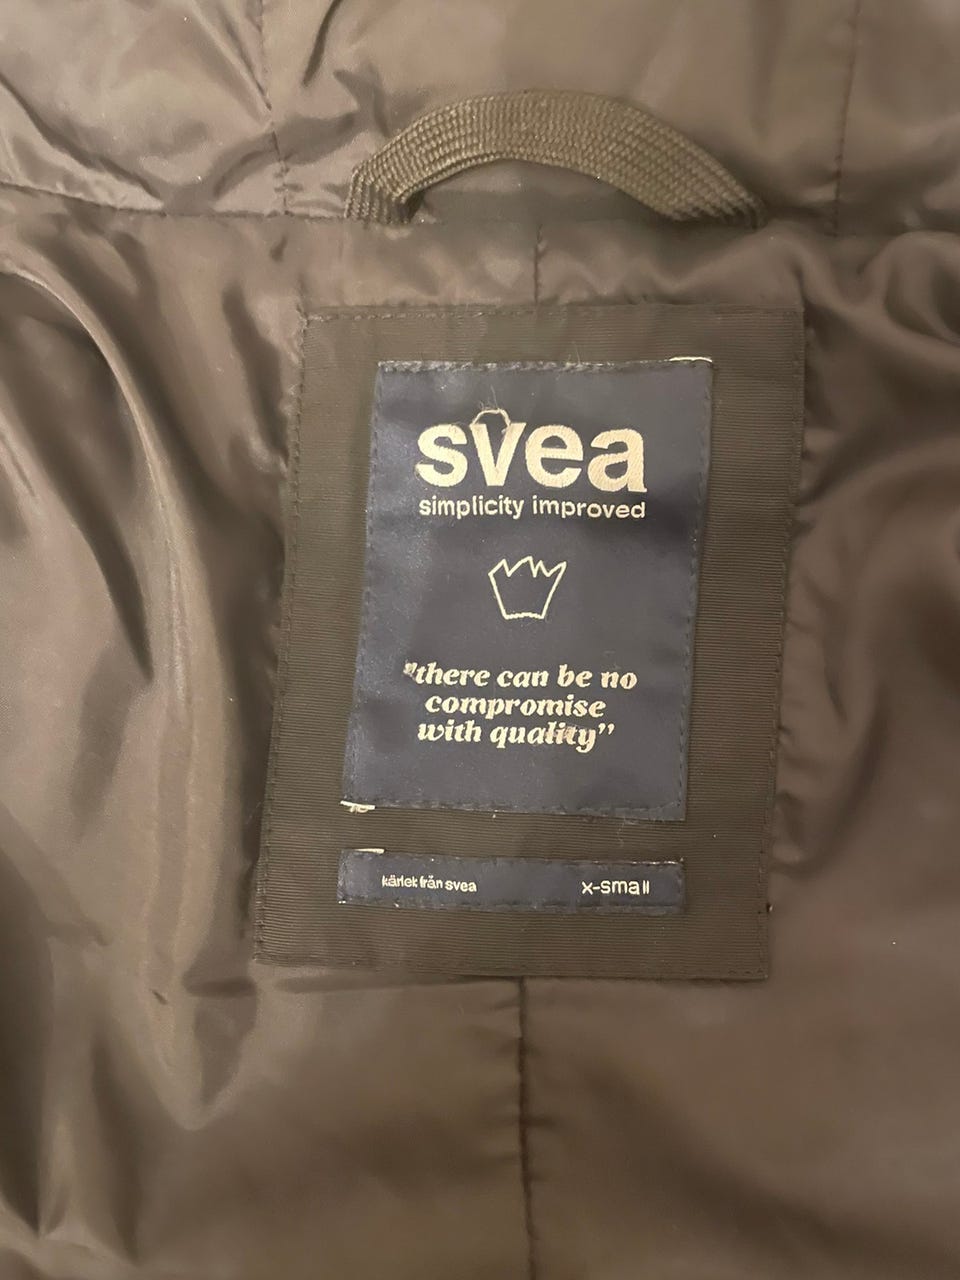 svea
simplicity improved
"there can be no
compromise
with quality”
kärlek från svea
x-small